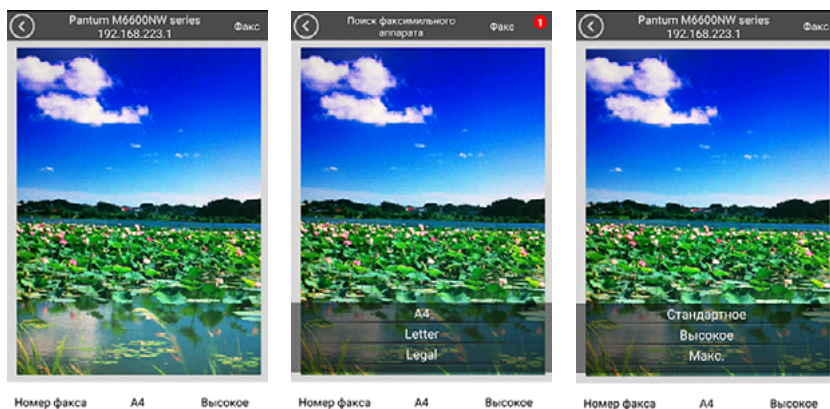 Pantum M6600NW series
192.168.223.1
Факс
Номер факса A4 Высокое
Поиск факсимильного
аппарата
Факс
1
A4
Letter
Legal
Номер факса A4 Высокое
Pantum M6600NW series
192.168.223.1
Факс
Стандартное
Высокое
Макс.
Номер факса A4 Высокое